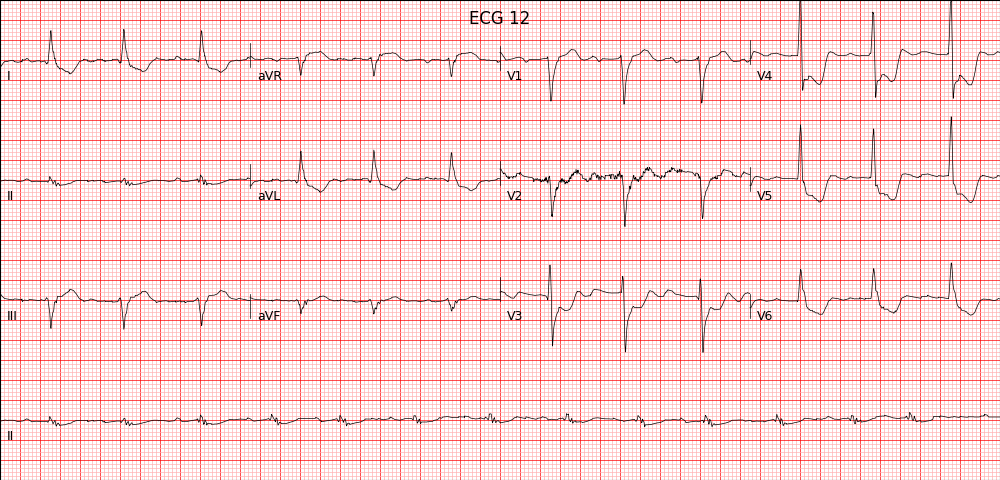 ECG 12
I aVR V1 V4
II aVL V2 V5
III aVF V3 V6
II